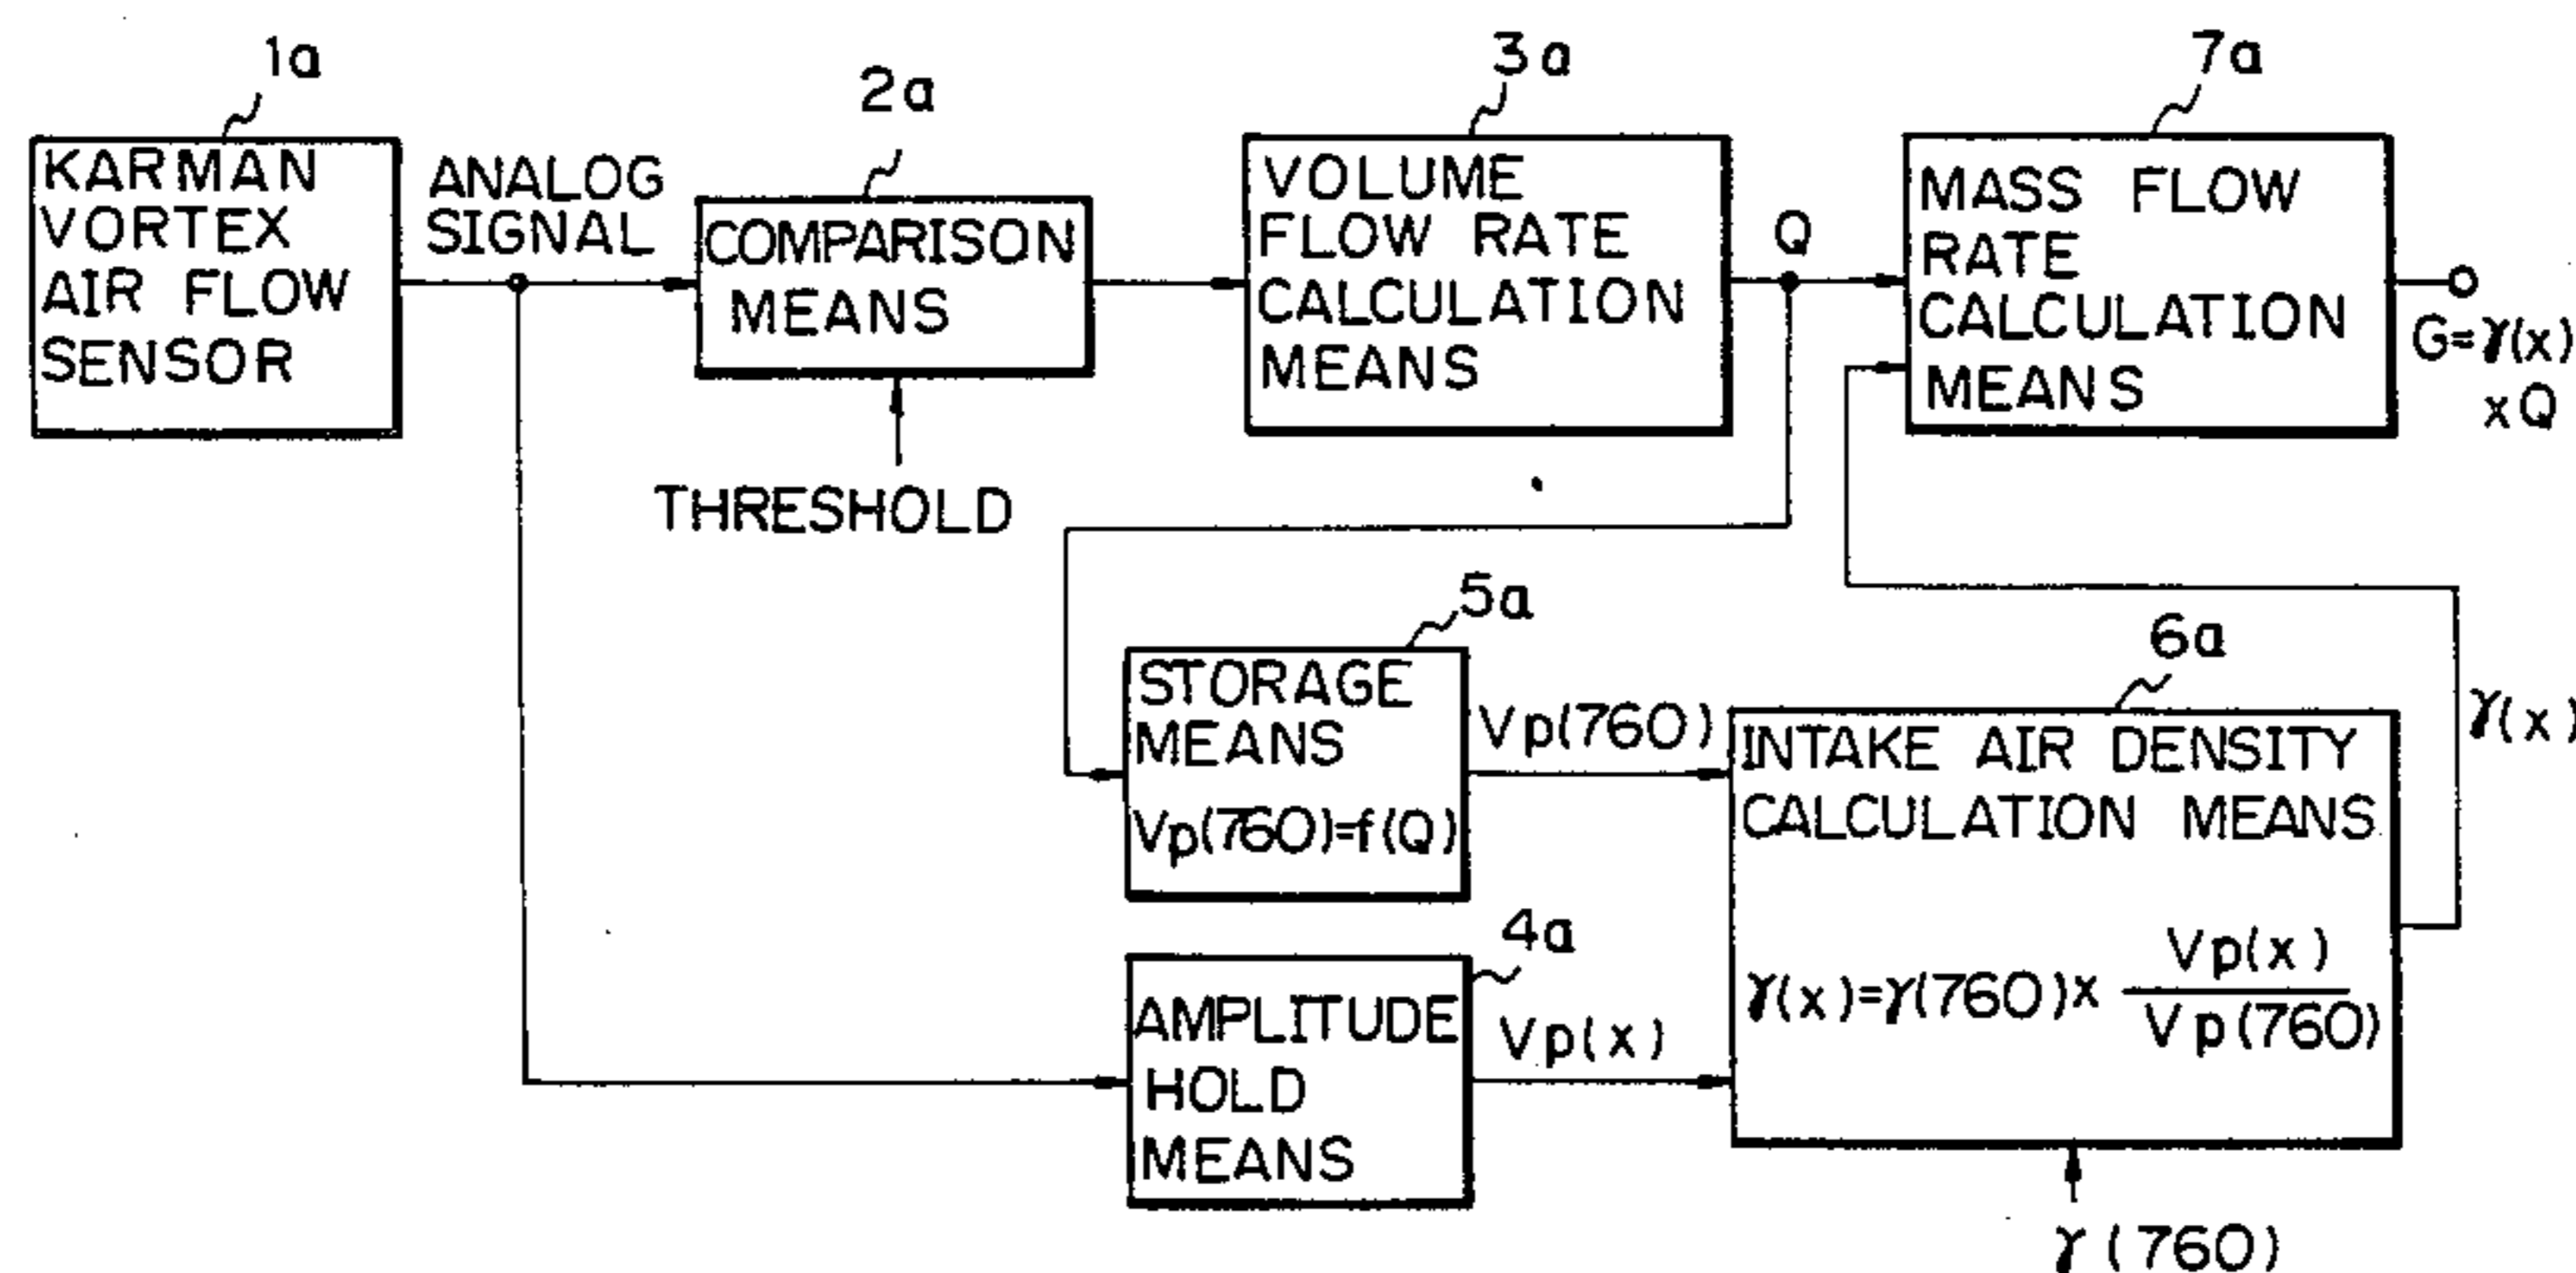 1a
KARMAN
VORTEX
AIR FLOW
SENSOR
ANALOG
SIGNAL
2a
COMPARISON
MEANS
THRESHOLD
3a
VOLUME
FLOW RATE
CALCULATION
MEANS
Q
7a
MASS FLOW
RATE
CALCULATION
MEANS
G=γ(x)
xQ
5a
STORAGE
MEANS
Vp(760)=f(Q)
Vp(760)
4a
AMPLITUDE
HOLD
MEANS
Vp(x)
6a
INTAKE AIR DENSITY
CALCULATION MEANS
γ(x)=γ(760)x Vp(x)
Vp(760)
γ(x)
γ(760)